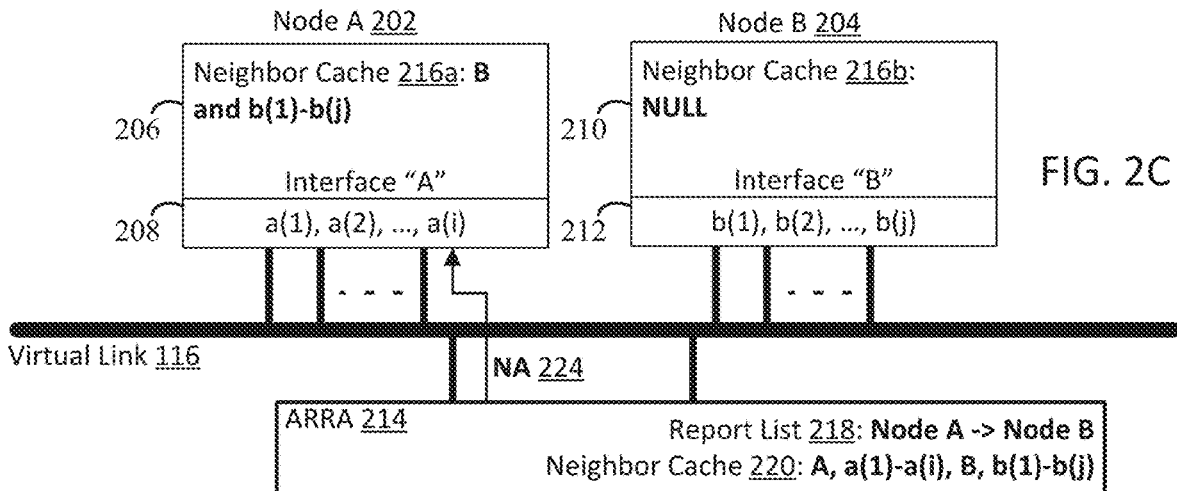 Node A 202
Node B 204
Neighbor Cache 216a: B
and b(1)-b(j)
Neighbor Cache 216b:
NULL
206
210
FIG. 2C
Interface "A"
Interface "B"
208
a(1), a(2), ..., a(i)
212
b(1), b(2), ..., b(j)
Virtual Link 116
NA 224
ARRA 214
Report List 218: Node A -> Node B
Neighbor Cache 220: A, a(1)-a(i), B, b(1)-b(j)